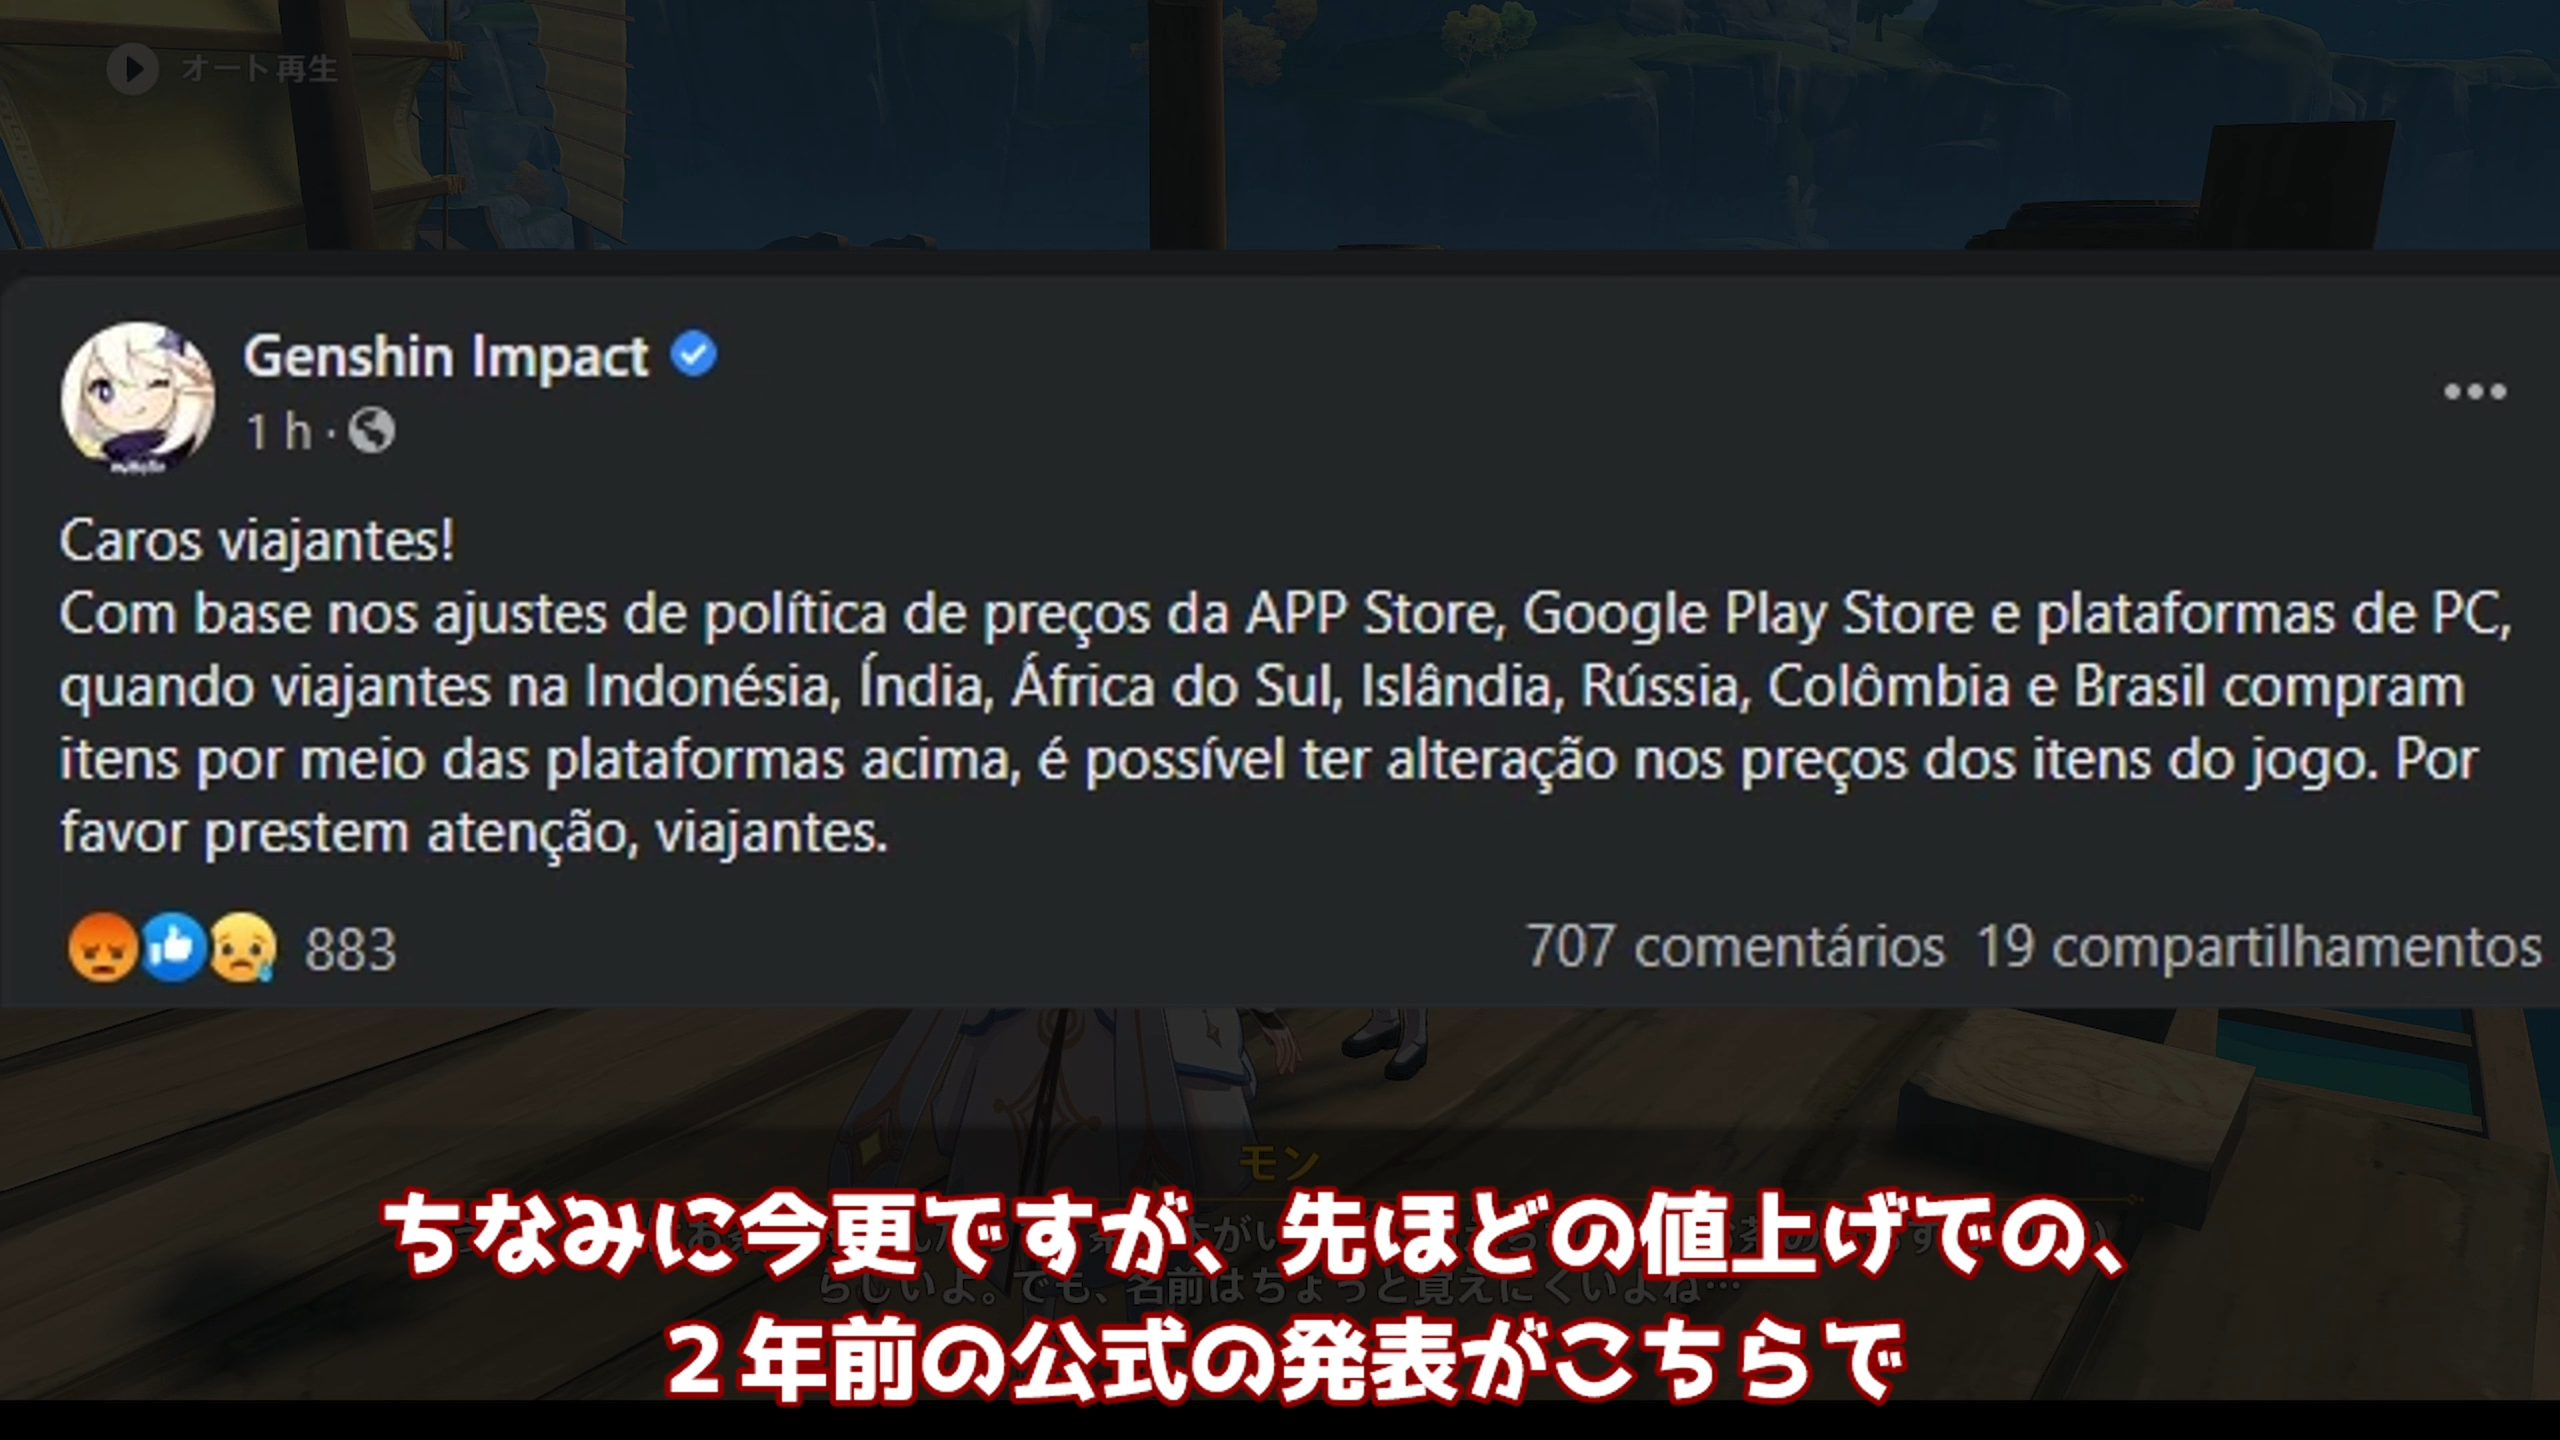 オート再生
Genshin Impact
1 h
Caros viajantes!
Com base nos ajustes de política de preços da APP Store, Google Play Store e plataformas de PC,
quando viajantes na Indonésia, Índia, África do Sul, Islândia, Rússia, Colômbia e Brasil compram
itens por meio das plataformas acima, é possível ter alteração nos preços dos itens do jogo. Por
favor prestem atenção, viajantes.
883
707 comentários 19 compartilhamentos
モン
ちなみに今更ですが、先ほどの値上げでの、
らしいよ。でも、名前はちょっと覚えにくいよね…
２年前の公式の発表がこちらで